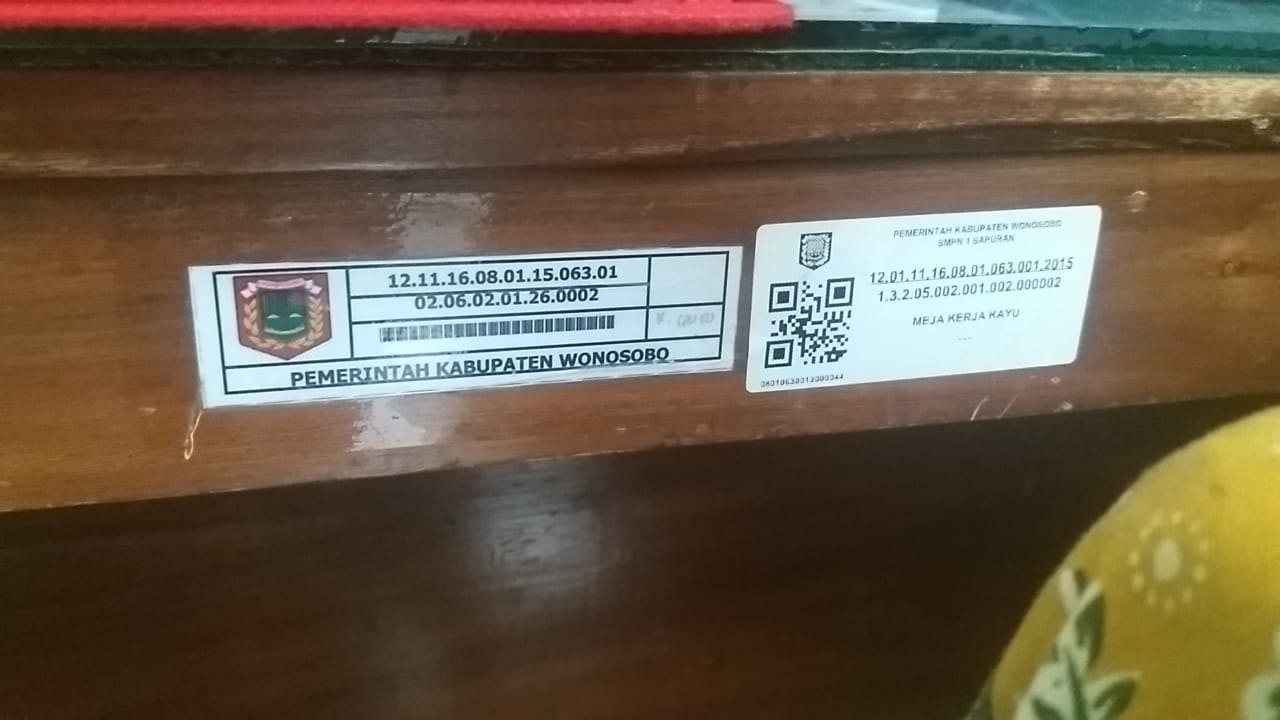 12.11.16.08.01.15.063.01
02.06.02.01.26.0002
PEMERINTAH KABUPATEN WONOSOBO
PEMERINTAH KABUPATEN WONOSOBO
SMPN 1 SAPURAN
12.01.11.16.08.01.063.001.2015
1.3.2.05.002.001.002.000002
MEJA KERJA KAYU
---